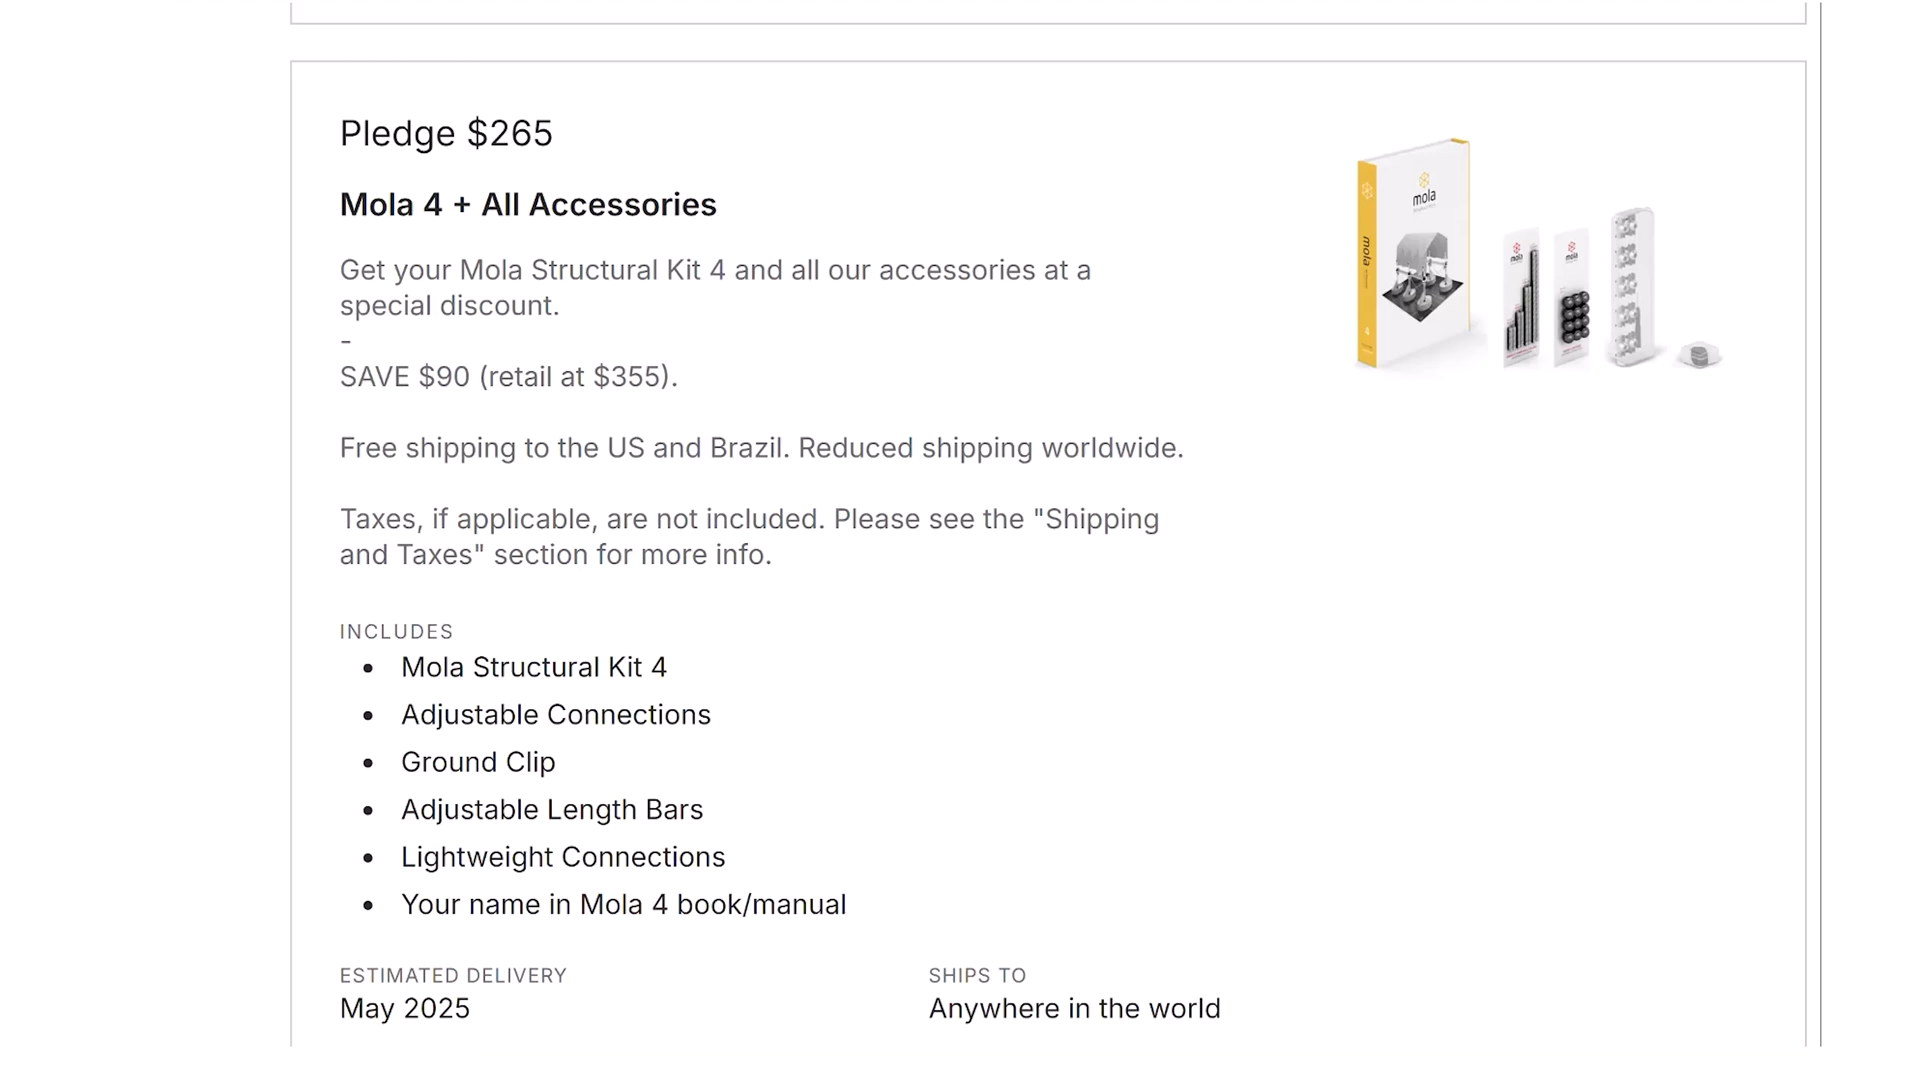 Pledge $265
Mola 4 + All Accessories
Get your Mola Structural Kit 4 and all our accessories at a
special discount.
-
SAVE $90 (retail at $355).
Free shipping to the US and Brazil. Reduced shipping worldwide.
Taxes, if applicable, are not included. Please see the "Shipping
and Taxes" section for more info.
INCLUDES
• Mola Structural Kit 4
• Adjustable Connections
• Ground Clip
• Adjustable Length Bars
• Lightweight Connections
• Your name in Mola 4 book/manual
ESTIMATED DELIVERY
May 2025
SHIPS TO
Anywhere in the world
mola
mola
4
mola
mola